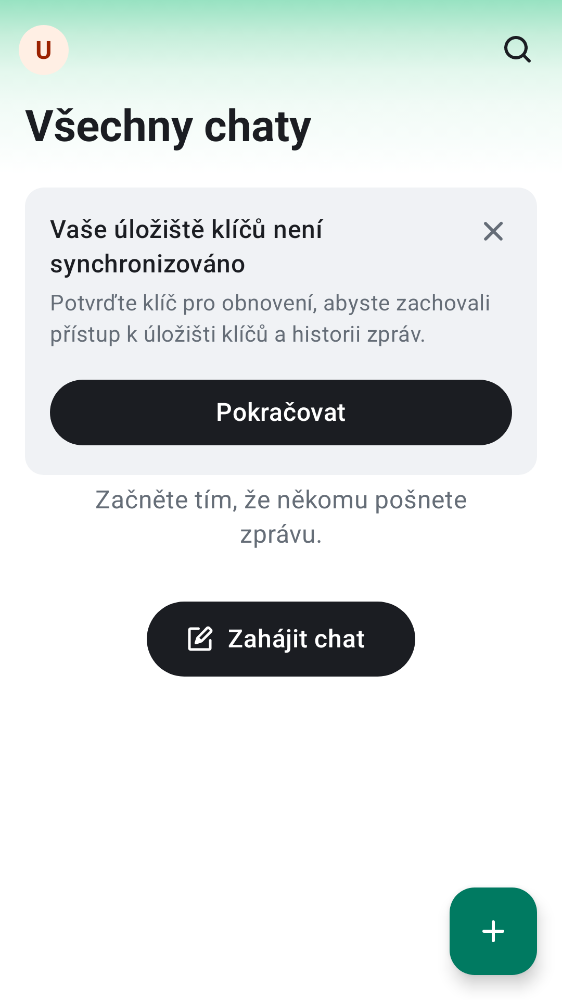 U
Všechny chaty
Vaše úložiště klíčů není
synchronizováno
Potvrďte klíč pro obnovení, abyste zachovali
přístup k úložišti klíčů a historii zpráv.
Pokračovat
Začněte tím, že někomu pošnete
zprávu.
Zahájit chat